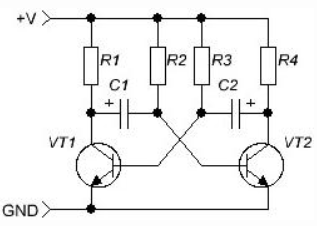 +V
R1 R2 R3 R4
C1 C2
+ +
VT1 VT2
GND